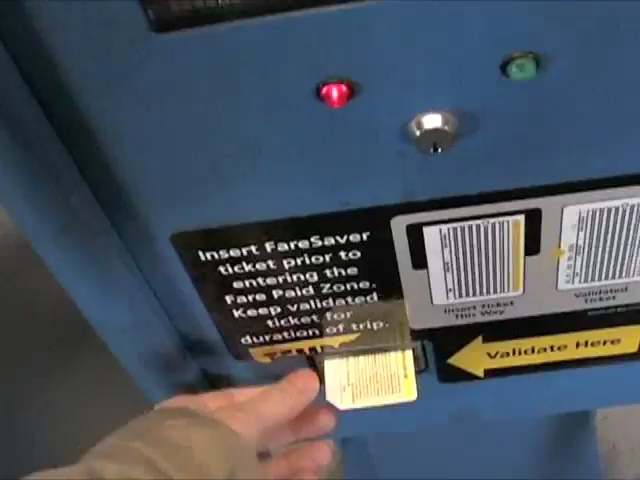 Insert FareSaver
ticket prior to
entering the
Fare Paid Zone.
Keep validated
ticket for
duration of trip.
Insert Ticket
This Way
Validated
Ticket
Validate Here